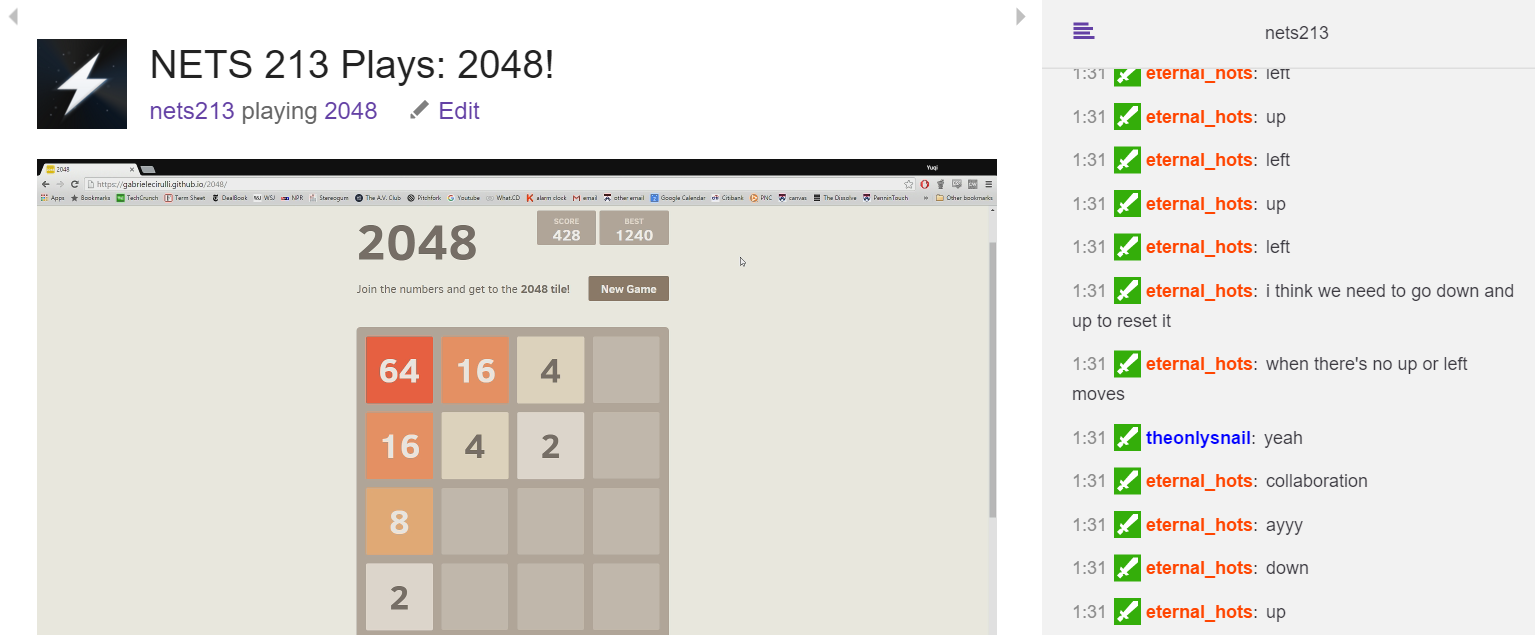 NETS 213 Plays: 2048!
nets213 playing 2048 Edit
2048
Yuqi
https://gabrielecirulli.github.io/2048/
Apps Bookmarks TechCrunch Term Sheet DealBook WSJ NPR Stereogum The A.V. Club Pitchfork Youtube What.CD alarm clock email other email Google Calendar Citibank PNC canvas The Dissolve PennInTouch » Other bookmarks
2048
SCORE
428
BEST
1240
Join the numbers and get to the 2048 tile!
New Game
64 16 4
16 4 2
8
2
nets213
1:31 eternal_hots: left
1:31 eternal_hots: up
1:31 eternal_hots: left
1:31 eternal_hots: up
1:31 eternal_hots: left
1:31 eternal_hots: i think we need to go down and
up to reset it
1:31 eternal_hots: when there's no up or left
moves
1:31 theonlysnail: yeah
1:31 eternal_hots: collaboration
1:31 eternal_hots: ayyy
1:31 eternal_hots: down
1:31 eternal_hots: up